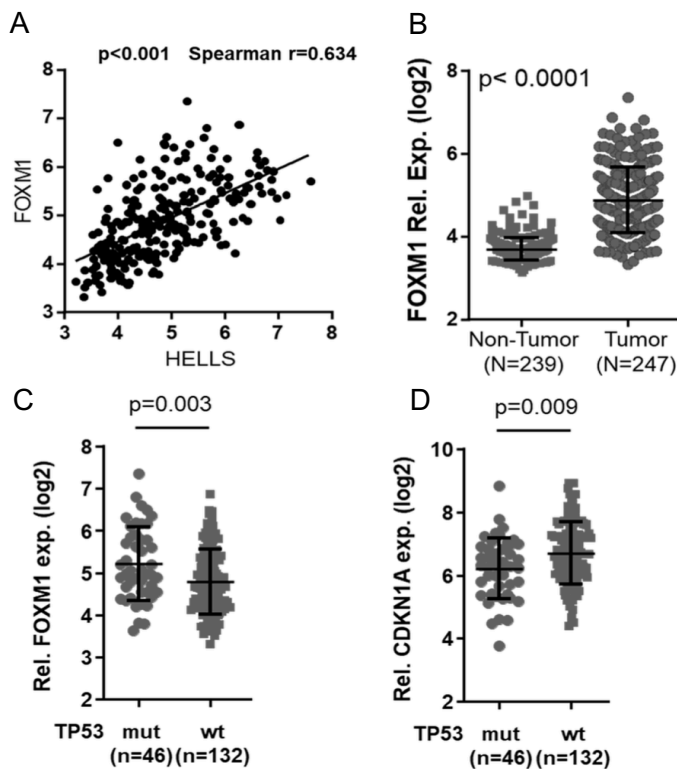 A
p<0.001 Spearman r=0.634
FOXM1
8
7
6
5
4
3
3 4 5 6 7 8
HELLS
B
p< 0.0001
FOXM1 Rel. Exp. (log2)
8
6
4
2
Non-Tumor Tumor
(N=239) (N=247)
C
p=0.003
Rel. FOXM1 exp. (log2)
8
7
6
5
4
3
2
TP53 mut wt
(n=46) (n=132)
D
p=0.009
Rel. CDKN1A exp. (log2)
10
8
6
4
2
TP53 mut wt
(n=46) (n=132)